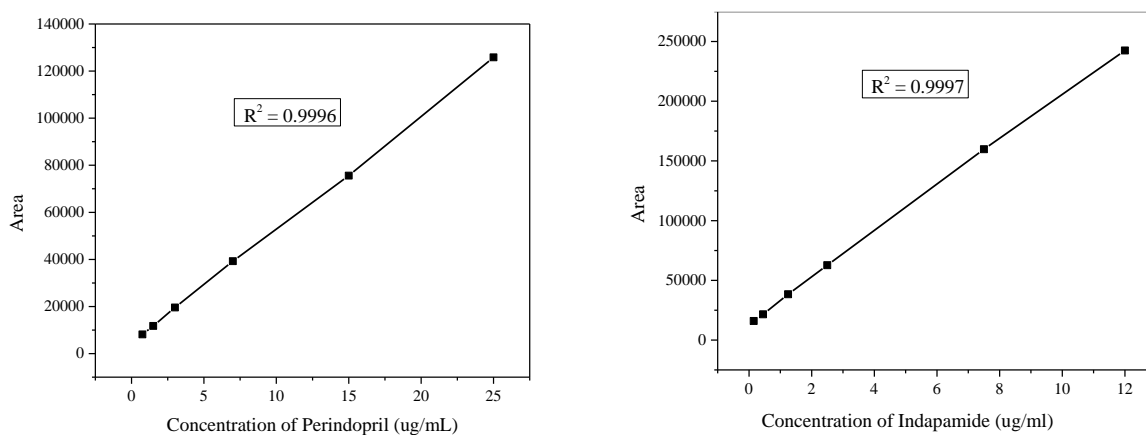 140000
120000
100000
80000
60000
40000
20000
0
Area
R² = 0.9996
0 5 10 15 20 25
Concentration of Perindopril (ug/mL)
250000
200000
150000
100000
50000
0
Area
R² = 0.9997
0 2 4 6 8 10 12
Concentration of Indapamide (ug/ml)